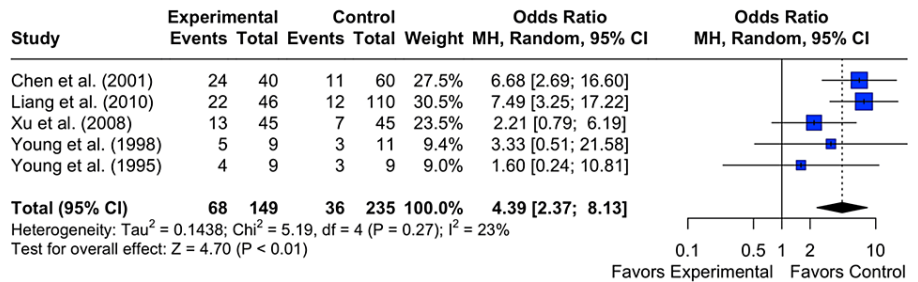 Experimental Control Odds Ratio Odds Ratio
Study Events Total Events Total Weight MH, Random, 95% CI MH, Random, 95% CI
Chen et al. (2001) 24 40 11 60 27.5% 6.68 [2.69; 16.60]
Liang et al. (2010) 22 46 12 110 30.5% 7.49 [3.25; 17.22]
Xu et al. (2008) 13 45 7 45 23.5% 2.21 [0.79; 6.19]
Young et al. (1998) 5 9 3 11 9.4% 3.33 [0.51; 21.58]
Young et al. (1995) 4 9 3 9 9.0% 1.60 [0.24; 10.81]
Total (95% CI) 68 149 36 235 100.0% 4.39 [2.37; 8.13]
Heterogeneity: Tau² = 0.1438; Chi² = 5.19, df = 4 (P = 0.27); I² = 23%
Test for overall effect: Z = 4.70 (P < 0.01)
0.1 0.5 1 2 10
Favors Experimental Favors Control